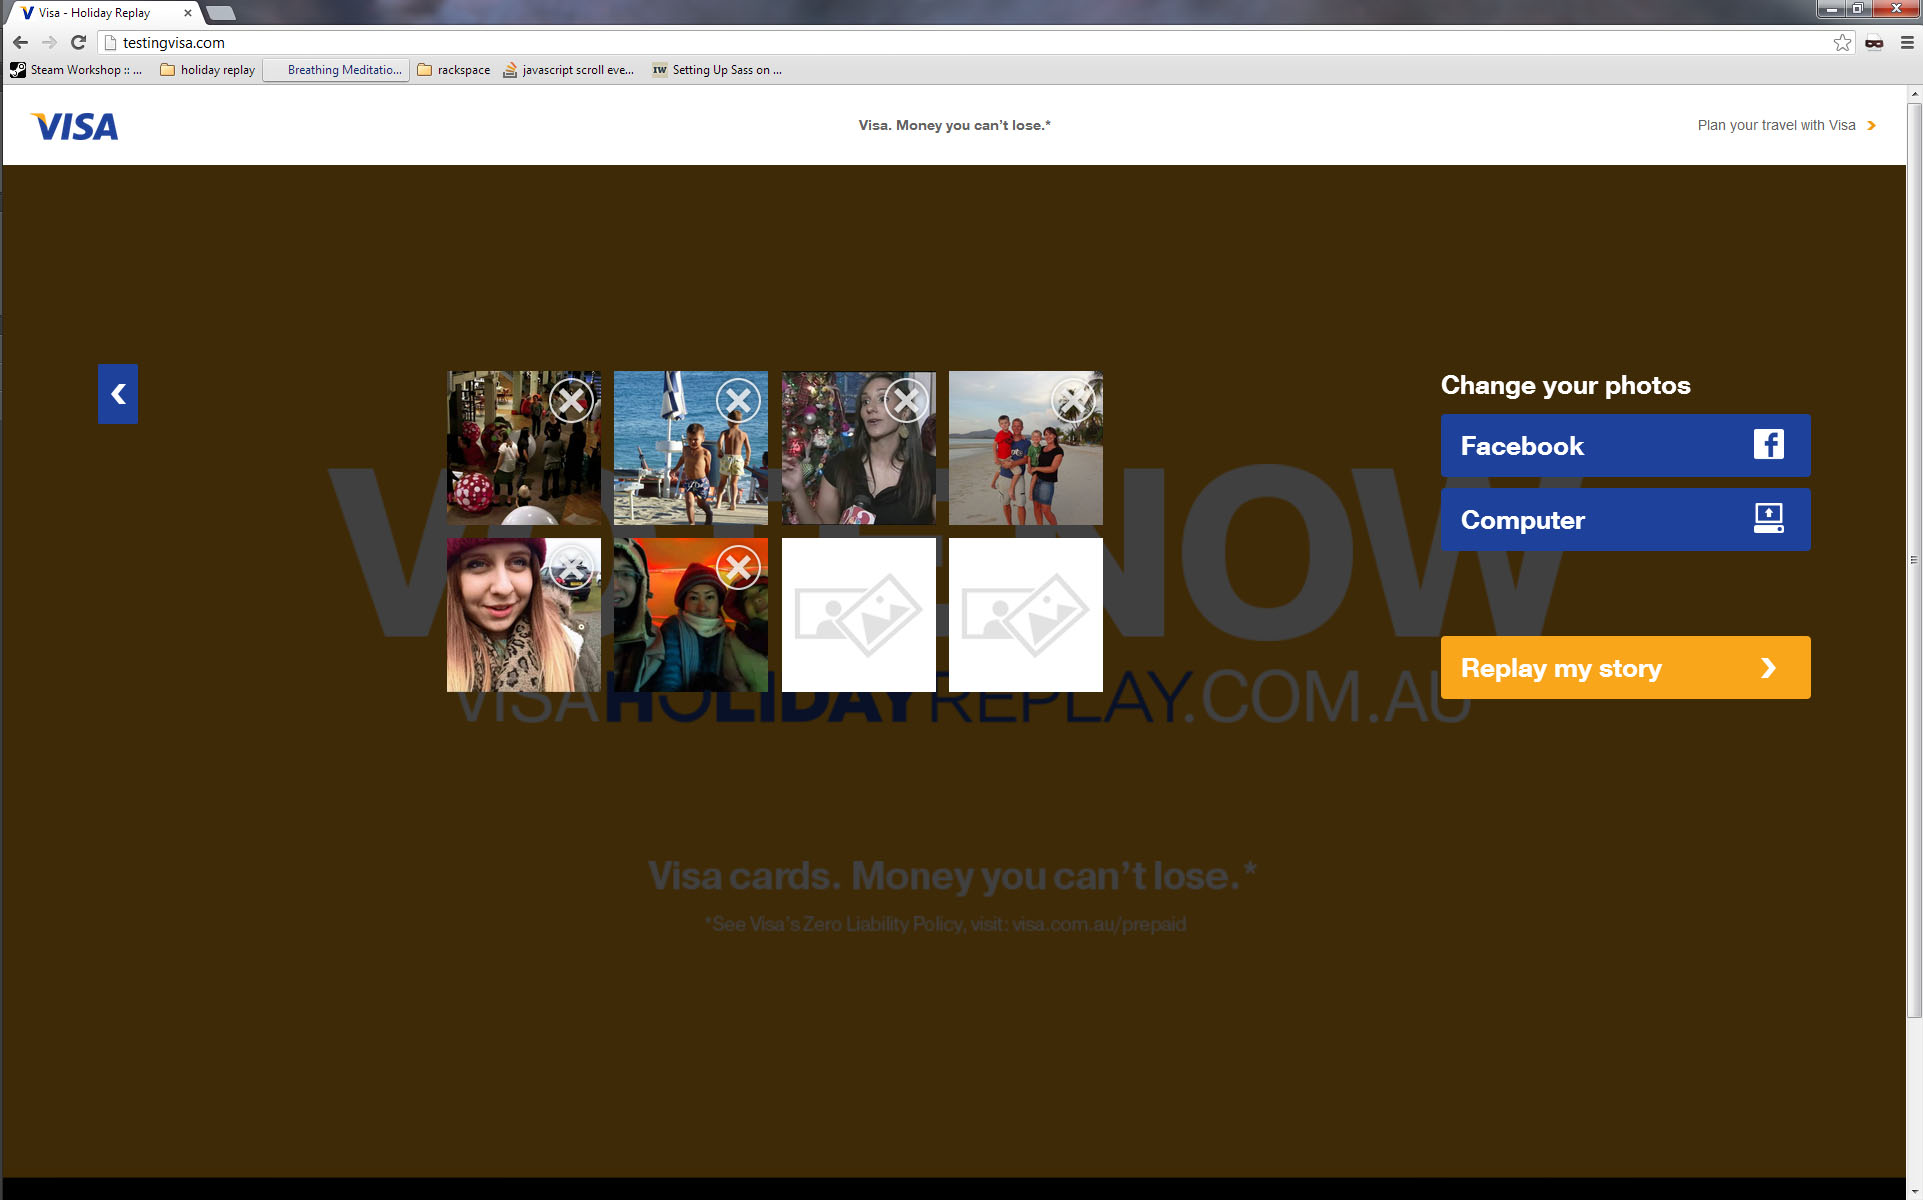 Visa - Holiday Replay
testingvisa.com
Steam Workshop :: ...
holiday replay
Breathing Meditatio...
rackspace
javascript scroll eve...
IW
Setting Up Sass on ...
VISA
Visa. Money you can't lose.*
Plan your travel with Visa
Change your photos
Facebook
Computer
Replay my story
NOW
VISAHOLIDAYREPLAY.COM.AU
Visa cards. Money you can't lose.*
*See Visa's Zero Liability Policy, visit: visa.com.au/prepaid